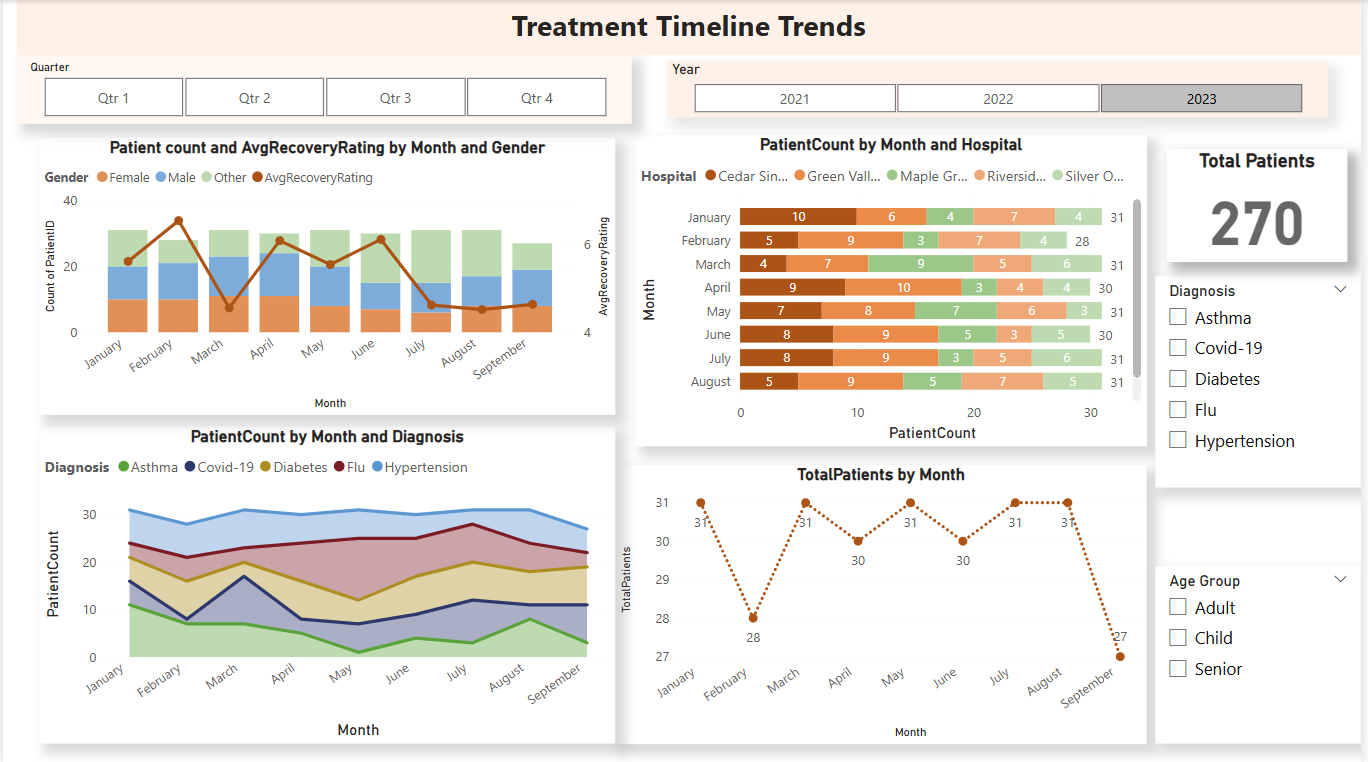 Treatment Timeline Trends
Quarter
Qtr 1 Qtr 2 Qtr 3 Qtr 4
Year
2021 2022 2023
Patient count and AvgRecoveryRating by Month and Gender
Gender Female Male Other AvgRecoveryRating
Count of PatientID
40
20
0
AvgRecoveryRating
6
4
January February March April May June July August September
Month
PatientCount by Month and Hospital
Hospital Cedar Sin... Green Vall... Maple Gr... Riversid... Silver O...
Month
January 10 6 4 7 4 31
February 5 9 3 7 4 28
March 4 7 9 5 6 31
April 9 10 3 4 4 30
May 7 8 7 6 3 31
June 8 9 5 3 5 30
July 8 9 3 5 6 31
August 5 9 5 7 5 31
0 10 20 30
PatientCount
Total Patients
270
Diagnosis
Asthma
Covid-19
Diabetes
Flu
Hypertension
PatientCount by Month and Diagnosis
Diagnosis Asthma Covid-19 Diabetes Flu Hypertension
PatientCount
30
20
10
0
January February March April May June July August September
Month
TotalPatients by Month
TotalPatients
31
30
29
28
27
31 28 31 30 31 30 31 31 27
January February March April May June July August September
Month
Age Group
Adult
Child
Senior